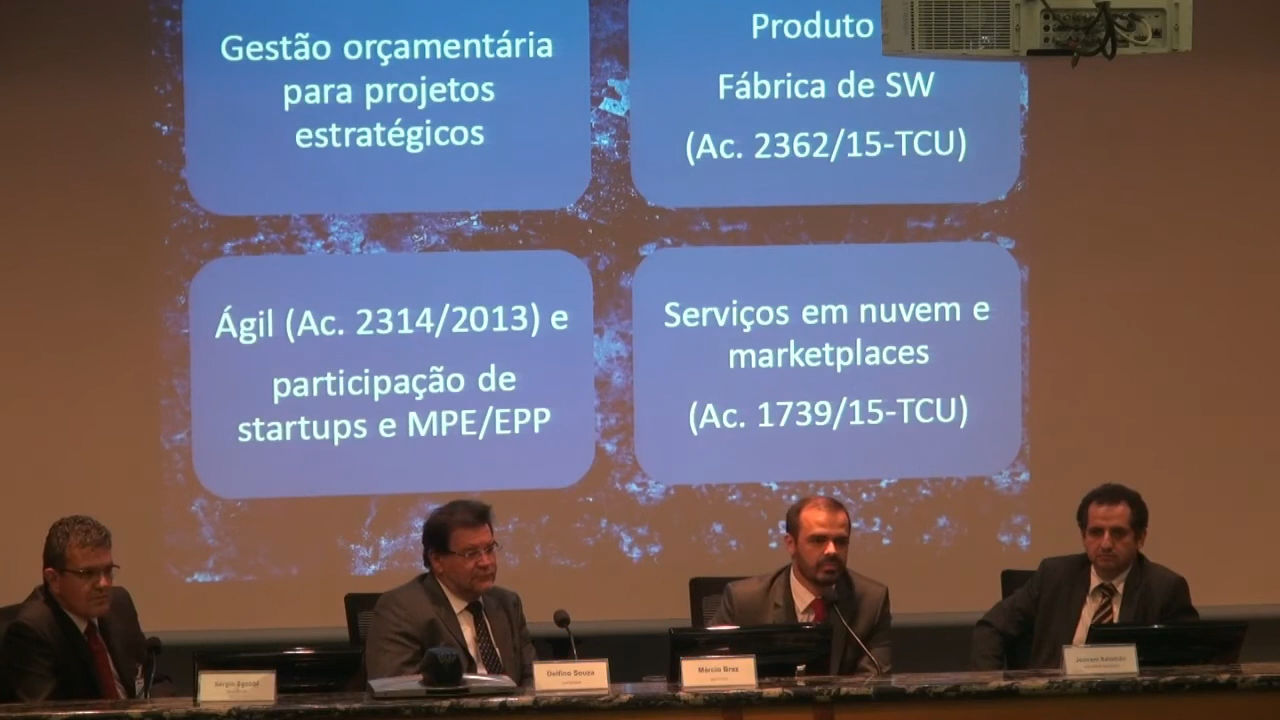 Gestão orçamentária
para projetos
estratégicos
Produto
Fábrica de SW
(Ac. 2362/15-TCU)
Ágil (Ac. 2314/2013) e
participação de
startups e MPE/EPP
Serviços em nuvem e
marketplaces
(Ac. 1739/15-TCU)
Sérgio
Delfino Souza
Márcio Braz